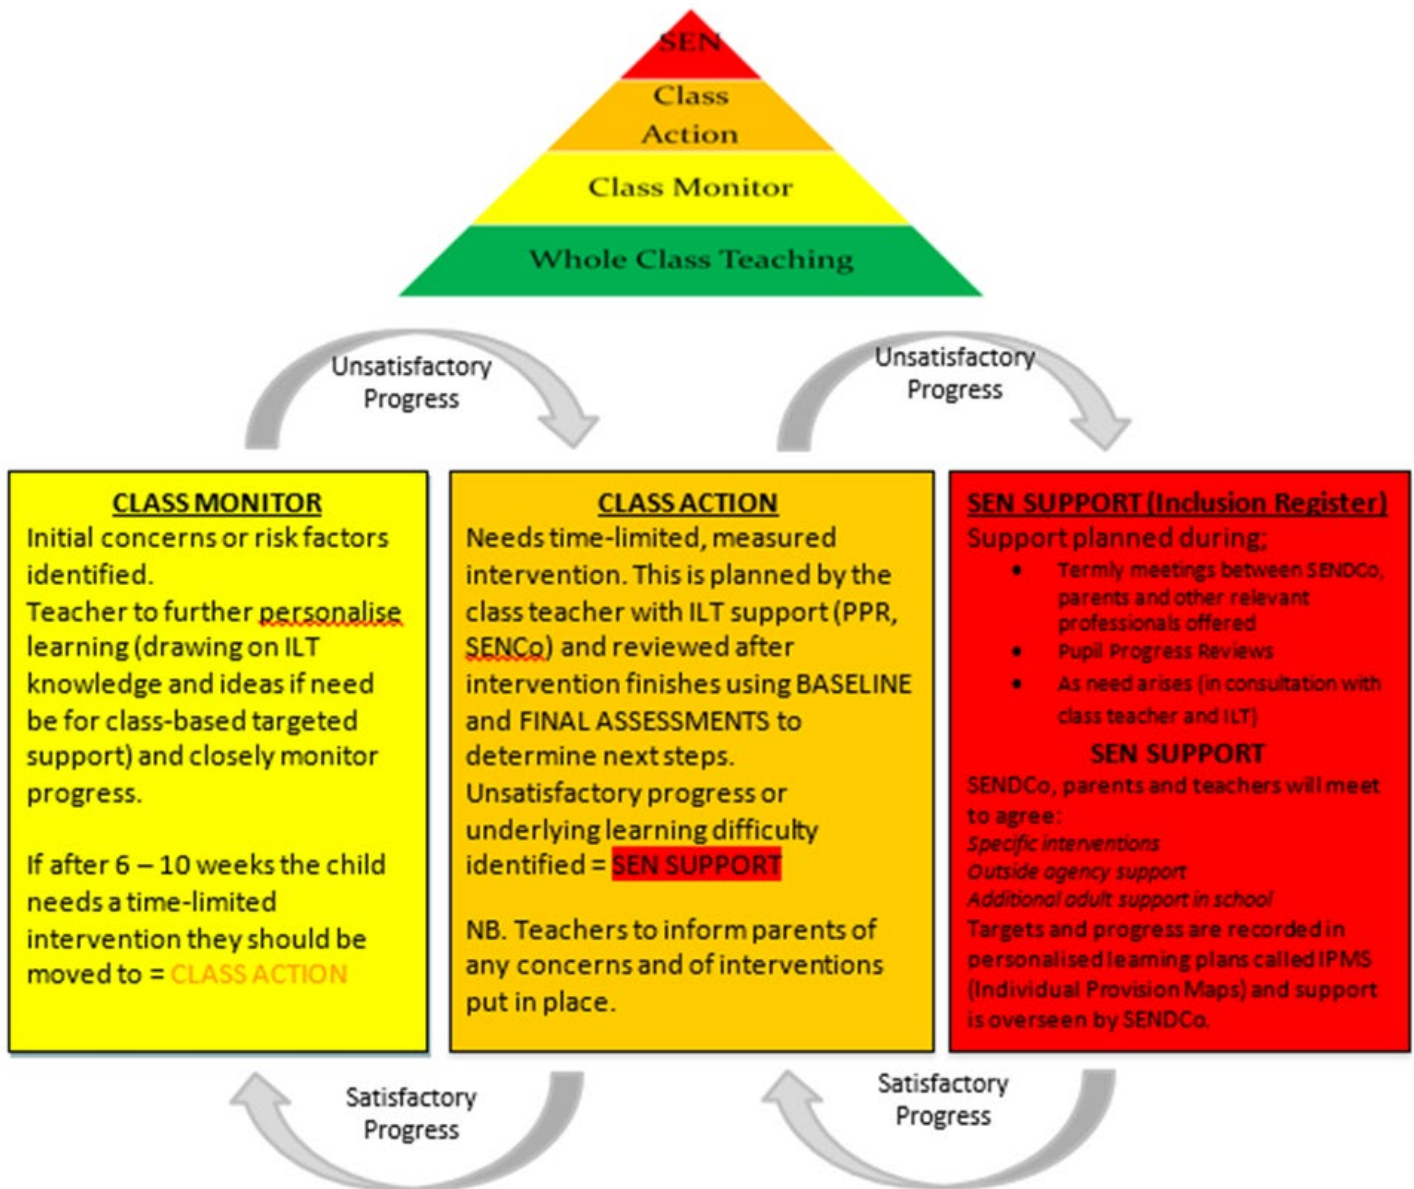 SEN
Class
Action
Class Monitor
Whole Class Teaching
Unsatisfactory
Progress
Unsatisfactory
Progress
CLASS MONITOR
Initial concerns or risk factors
identified.
Teacher to further personalise
learning (drawing on ILT
knowledge and ideas if need
be for class-based targeted
support) and closely monitor
progress.
If after 6 – 10 weeks the child
needs a time-limited
intervention they should be
moved to = CLASS ACTION
CLASS ACTION
Needs time-limited, measured
intervention. This is planned by the
class teacher with ILT support (PPR,
SENCo) and reviewed after
intervention finishes using BASELINE
and FINAL ASSESSMENTS to
determine next steps.
Unsatisfactory progress or
underlying learning difficulty
identified = SEN SUPPORT
NB. Teachers to inform parents of
any concerns and of interventions
put in place.
SEN SUPPORT (Inclusion Register)
Support planned during;
• Termly meetings between SENDCo,
parents and other relevant
professionals offered
• Pupil Progress Reviews
• As need arises (in consultation with
class teacher and ILT)
SEN SUPPORT
SENDCo, parents and teachers will meet
to agree:
Specific interventions
Outside agency support
Additional adult support in school
Targets and progress are recorded in
personalised learning plans called IPMS
(Individual Provision Maps) and support
is overseen by SENDCo.
Satisfactory
Progress
Satisfactory
Progress